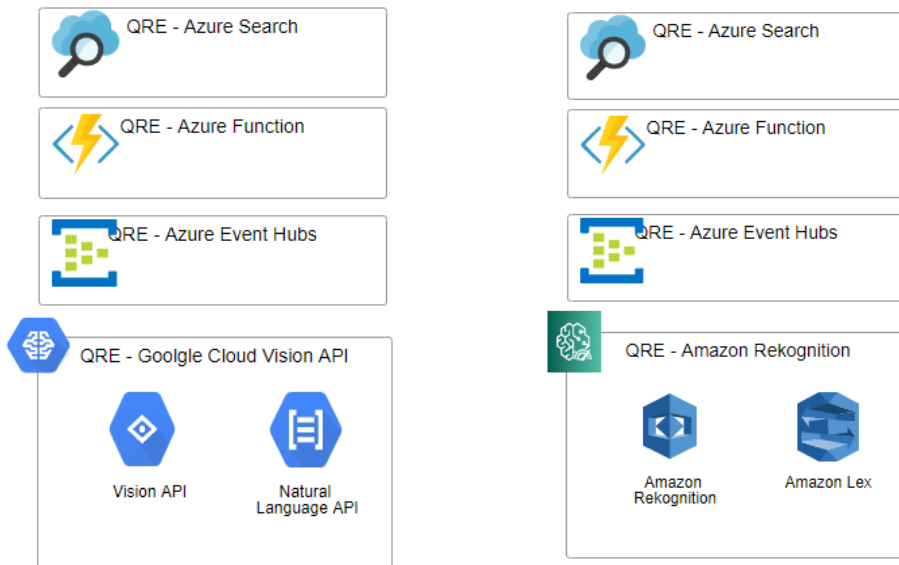 QRE - Azure Search
QRE - Azure Function
QRE - Azure Event Hubs
QRE - Goolgle Cloud Vision API
Vision API
Natural
Language API
QRE - Azure Search
QRE - Azure Function
QRE - Azure Event Hubs
QRE - Amazon Rekognition
Amazon
Rekognition
Amazon Lex